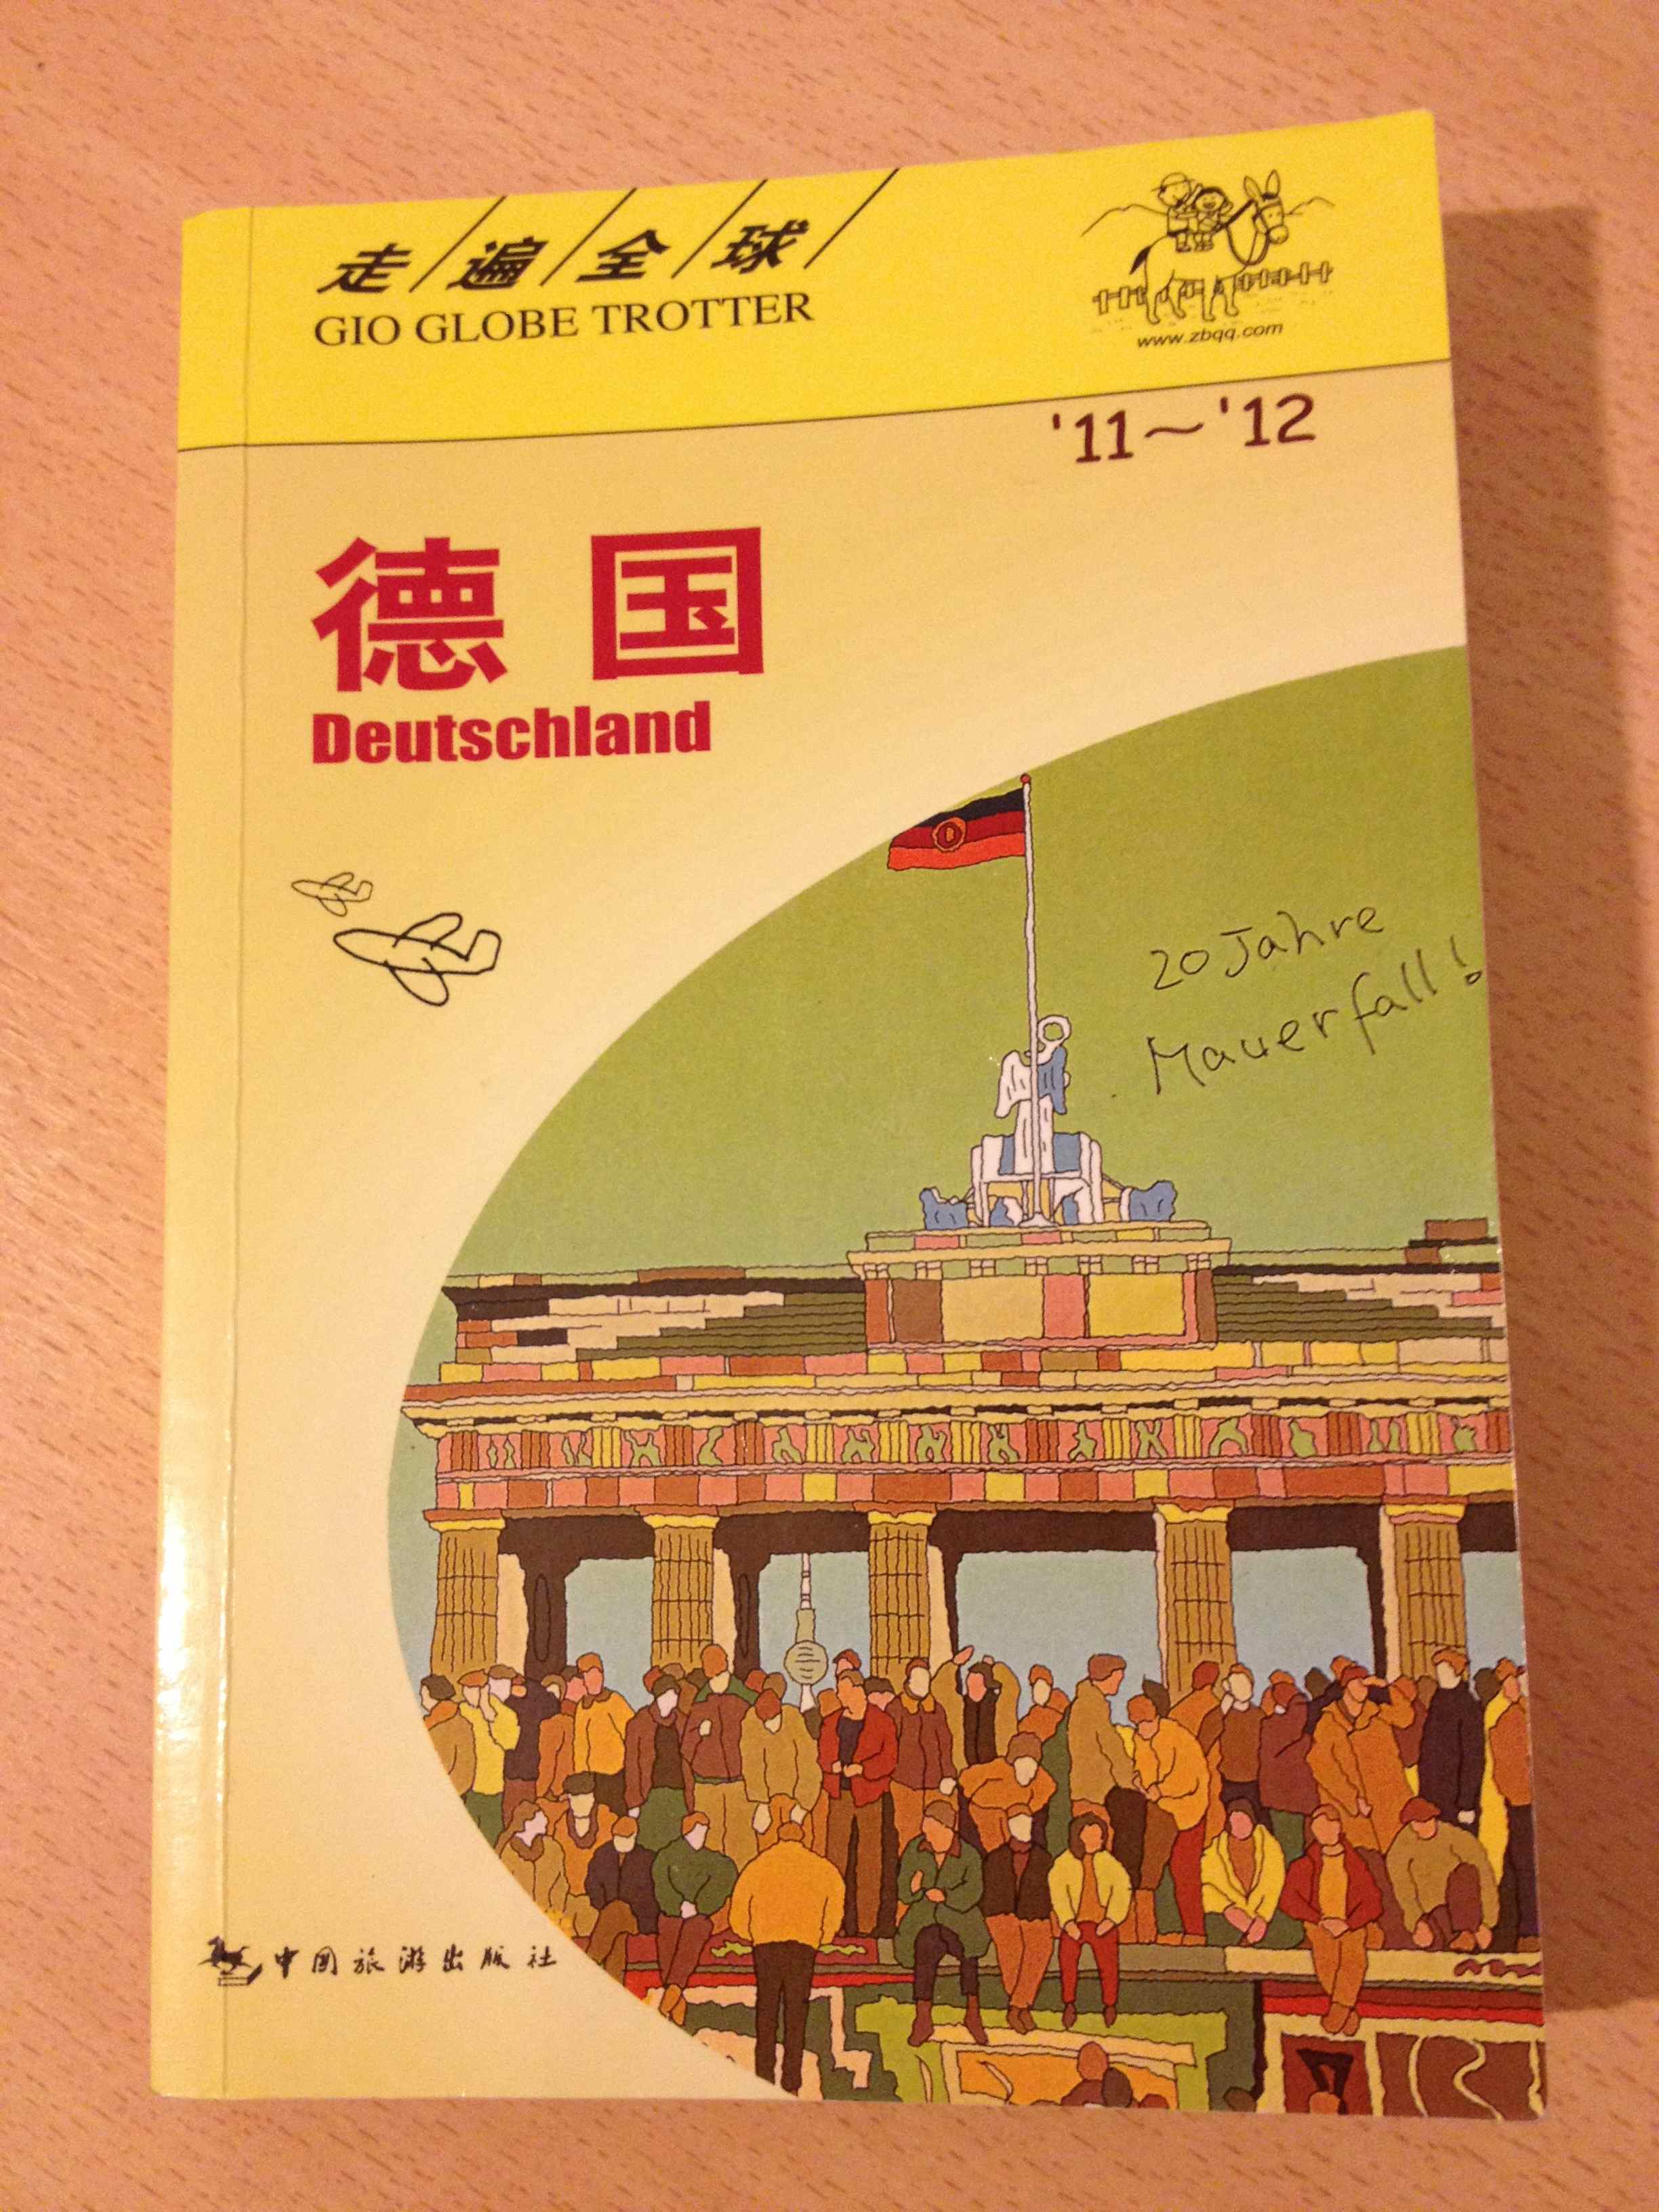 走遍全球
GIO GLOBE TROTTER
www.zbqq.com
'11～'12
德国
Deutschland
20 Jahre
Mauerfall!
中国旅游出版社